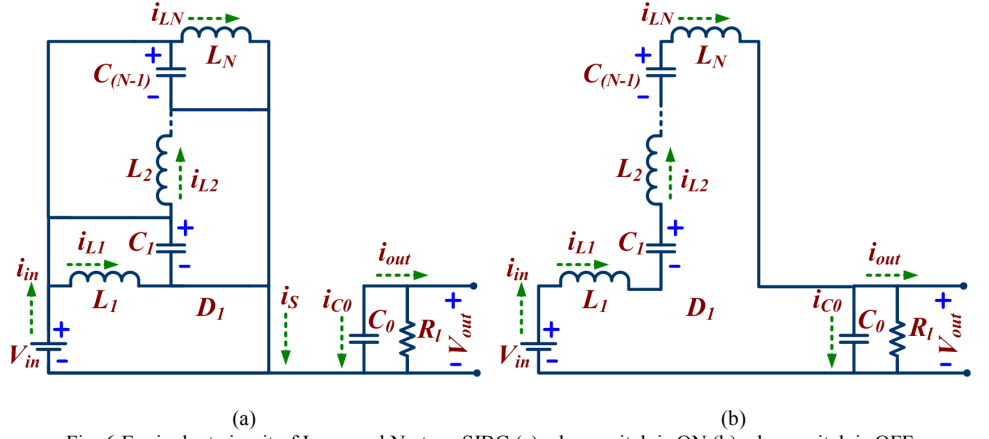 i_LN
L_N
C_(N-1)
+
−
L_2
i_L2
C_1
+
−
i_L1
L_1
D_1
i_in
V_in
+
−
i_S
i_C0
C_0
R_l
i_out
+
V_out
−
(a)
i_LN
L_N
C_(N-1)
+
−
L_2
i_L2
C_1
+
−
i_L1
L_1
D_1
i_in
V_in
+
−
i_C0
C_0
R_l
i_out
+
V_out
−
(b)